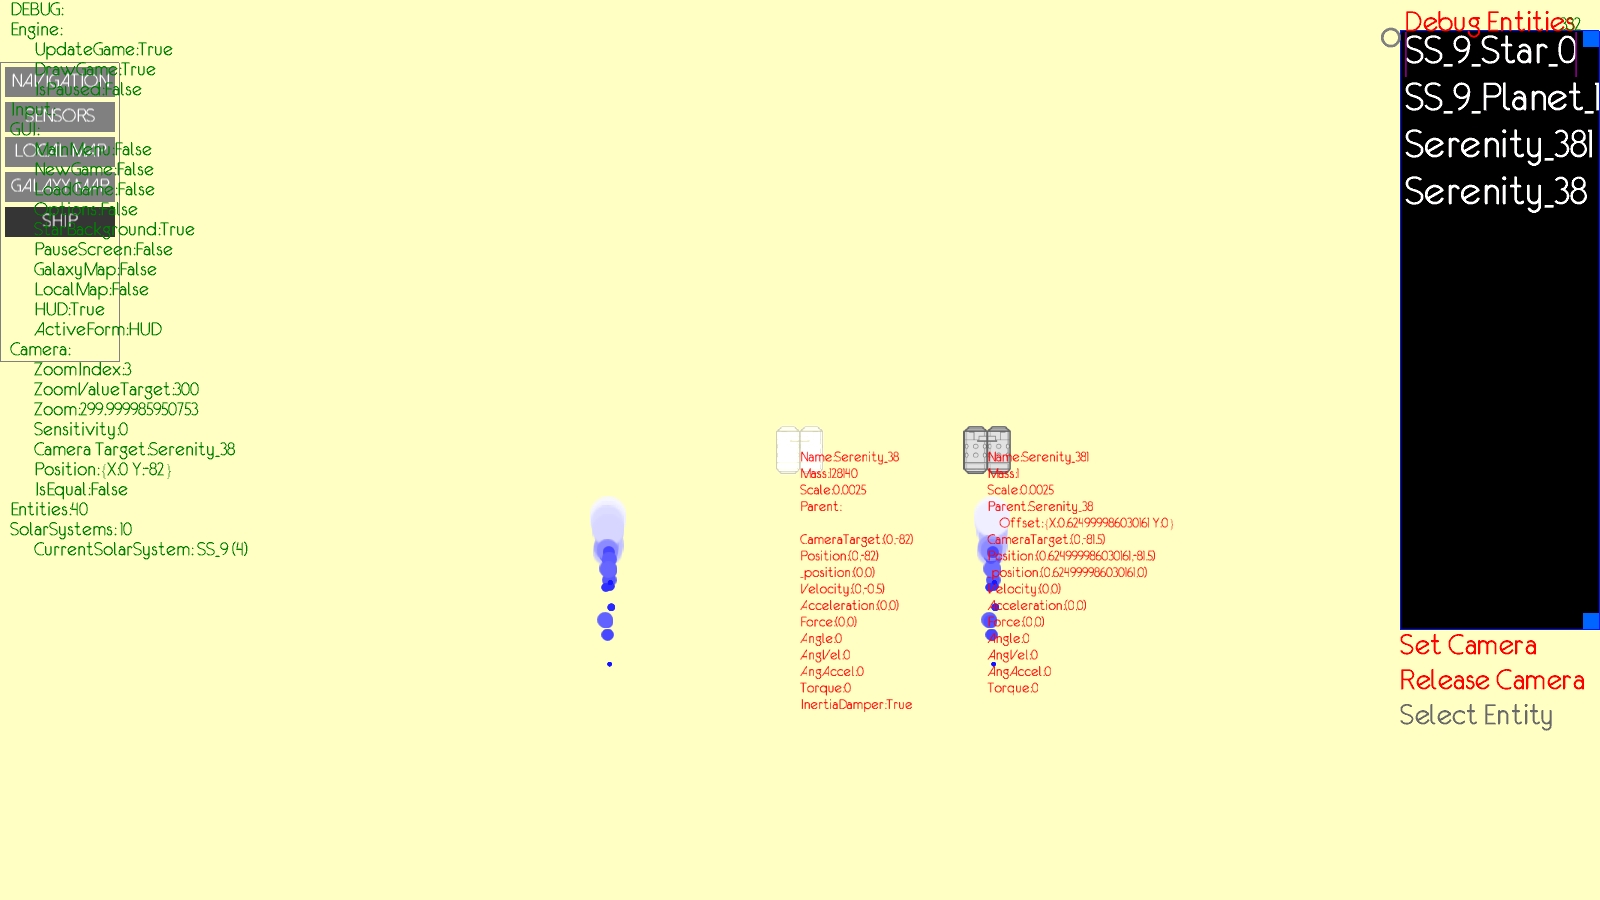 DEBUG:
Engine:
UpdateGame:True
DrawGame:True
IsPaused:False
Input:
GUI:
MainMenu:False
NewGame:False
LoadGame:False
Options:False
StarBackground:True
PauseScreen:False
GalaxyMap:False
LocalMap:False
HUD:True
ActiveForm:HUD
Camera:
ZoomIndex:3
ZoomValueTarget:300
Zoom:299.999985950753
Sensitivity:0
Camera Target:Serenity_38
Position:{X:0 Y:-82}
IsEqual:False
Entities:40
SolarSystems: 10
CurrentSolarSystem: SS_9 (4)
NAVIGATION
SENSORS
LOCAL MAP
GALAXY MAP
SHIP
Name:Serenity_38
Mass:128140
Scale:0.0025
Parent:
CameraTarget:(0,-82)
Position:(0,-82)
_position:(0,0)
Velocity:(0,-0.5)
Acceleration:(0,0)
Force:(0,0)
Angle:0
AngVel:0
AngAccel:0
Torque:0
InertiaDamper:True
Name:Serenity_381
Mass:1
Scale:0.0025
Parent:Serenity_38
Offset:{X:0.624999986030161 Y:0}
CameraTarget:(0,-81.5)
Position:(0.624999986030161,-81.5)
_position:(0.624999986030161,0)
Velocity:(0,0)
Acceleration:(0,0)
Force:(0,0)
Angle:0
AngVel:0
AngAccel:0
Torque:0
Debug Entities
SS_9_Star_0
SS_9_Planet_1
Serenity_381
Serenity_38
Set Camera
Release Camera
Select Entity